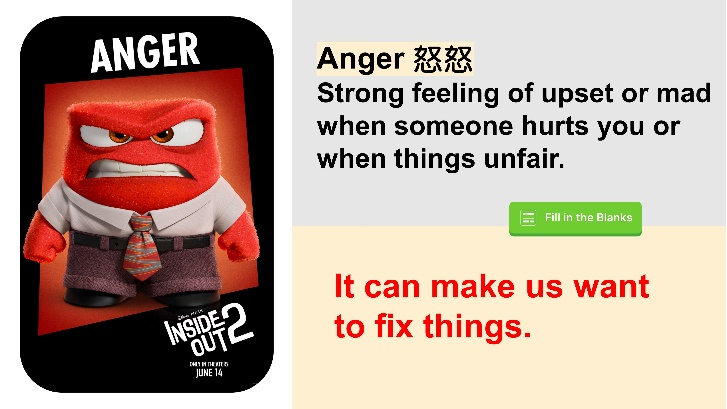 ANGER
Disney · PIXAR
INSIDE
OUT 2
ONLY IN THEATERS
JUNE 14
Anger 怒怒
Strong feeling of upset or mad
when someone hurts you or
when things unfair.
Fill in the Blanks
It can make us want
to fix things.